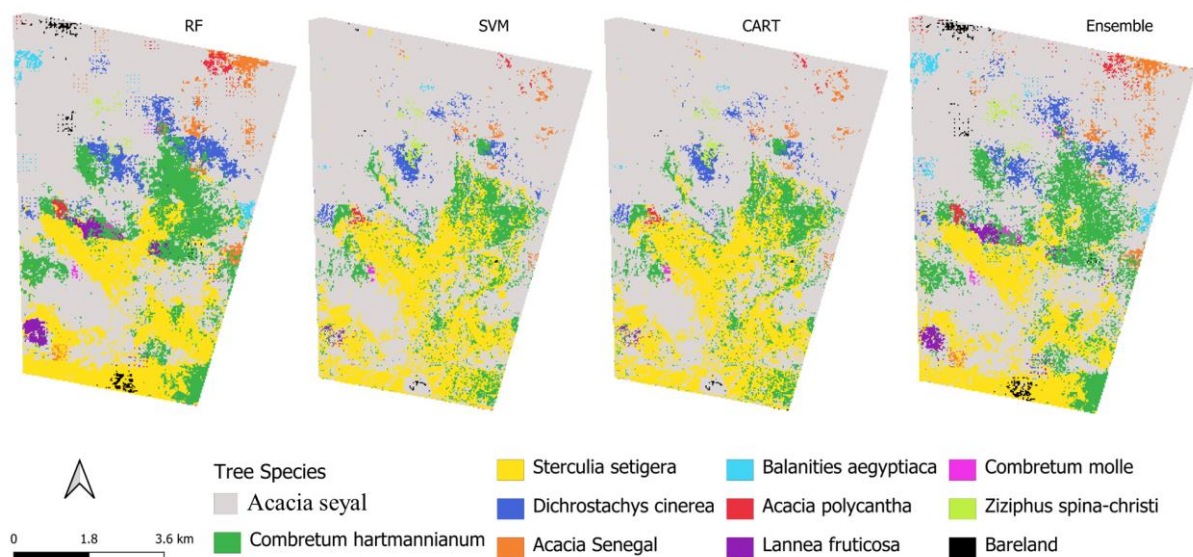 RF
SVM
CART
Ensemble
Tree Species
Acacia seyal
Combretum hartmannianum
Sterculia setigera
Dichrostachys cinerea
Acacia Senegal
Balanities aegyptiaca
Acacia polycantha
Lannea fruticosa
Combretum molle
Ziziphus spina-christi
Bareland
0 1.8 3.6 km